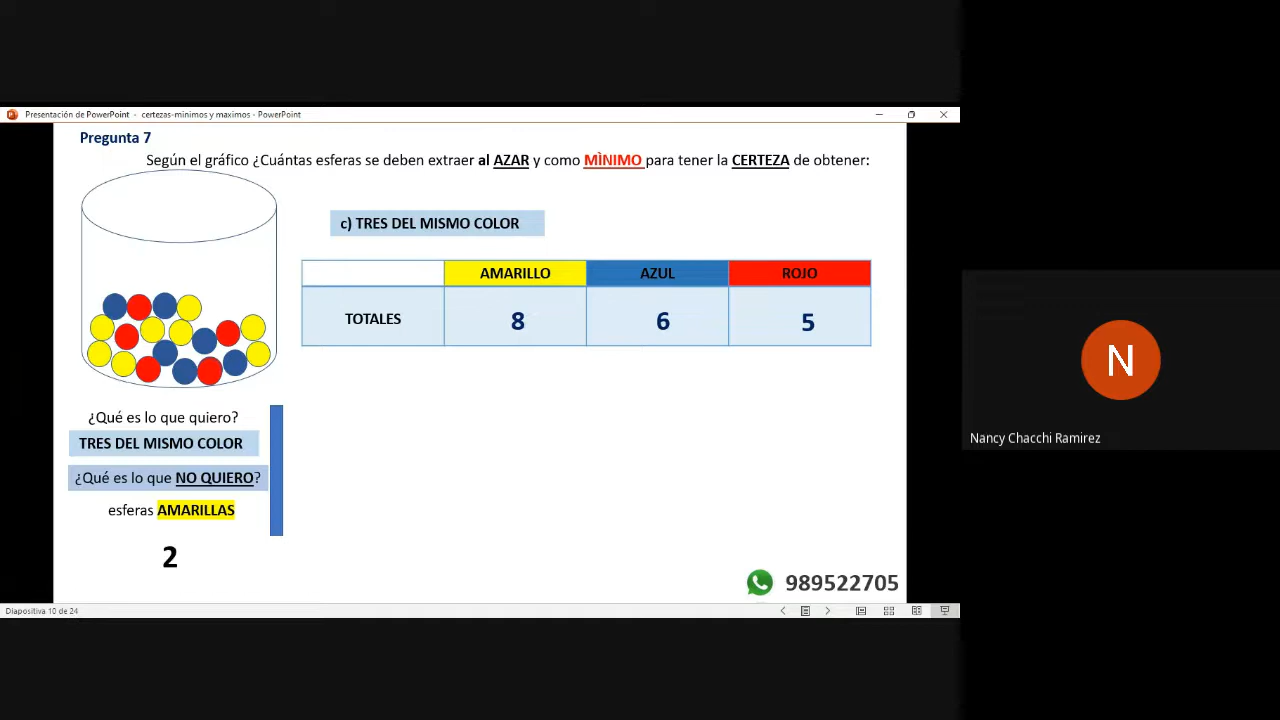 Presentación de PowerPoint - certezas-minimos y maximos - PowerPoint
Pregunta 7
Según el gráfico ¿Cuántas esferas se deben extraer al AZAR y como MÌNIMO para tener la CERTEZA de obtener:
c) TRES DEL MISMO COLOR
AMARILLO AZUL ROJO
TOTALES 8 6 5
¿Qué es lo que quiero?
TRES DEL MISMO COLOR
¿Qué es lo que NO QUIERO?
esferas AMARILLAS
2
989522705
Diapositiva 10 de 24
N
Nancy Chacchi Ramirez